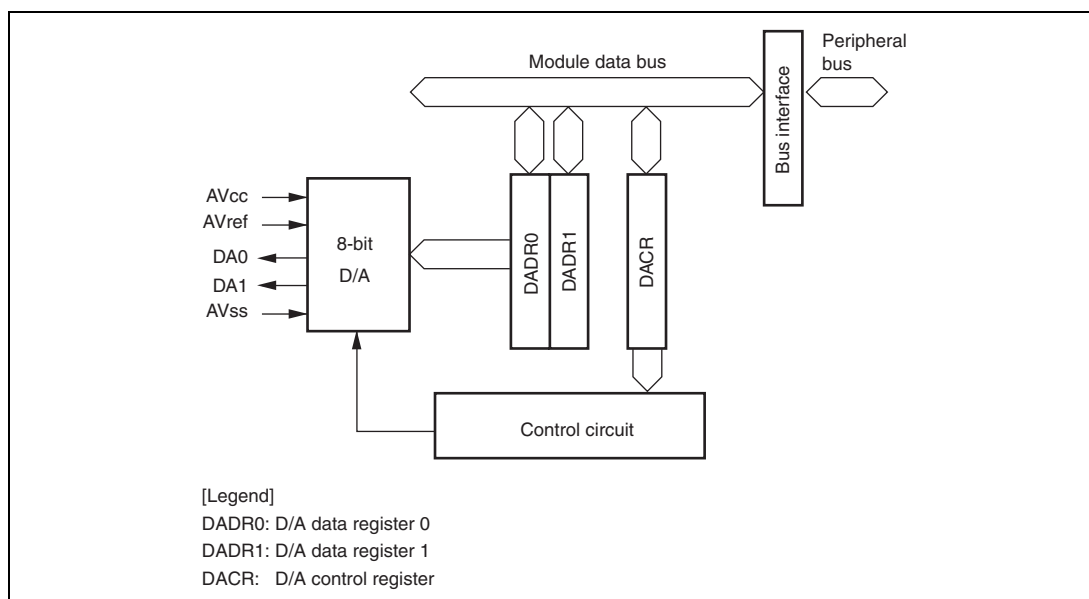 Module data bus
Peripheral
bus
Bus interface
AVcc
AVref
DA0
DA1
AVss
8-bit
D/A
DADR0
DADR1
DACR
Control circuit
[Legend]
DADR0: D/A data register 0
DADR1: D/A data register 1
DACR: D/A control register